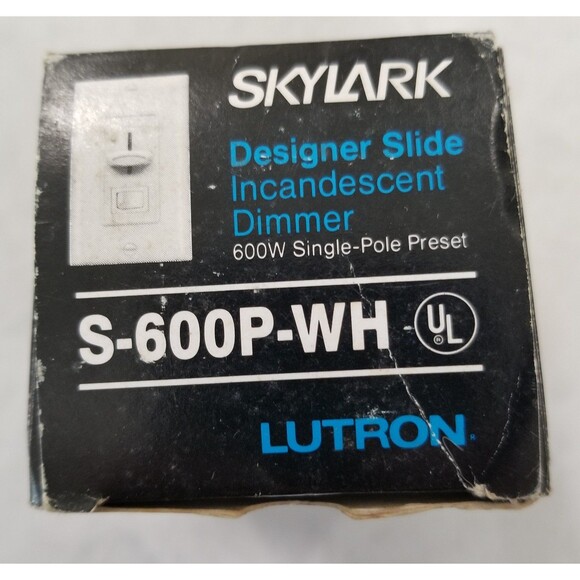 SKYLARK
Designer Slide
Incandescent
Dimmer
600W Single-Pole Preset
S-600P-WH
UL
®
LUTRON®